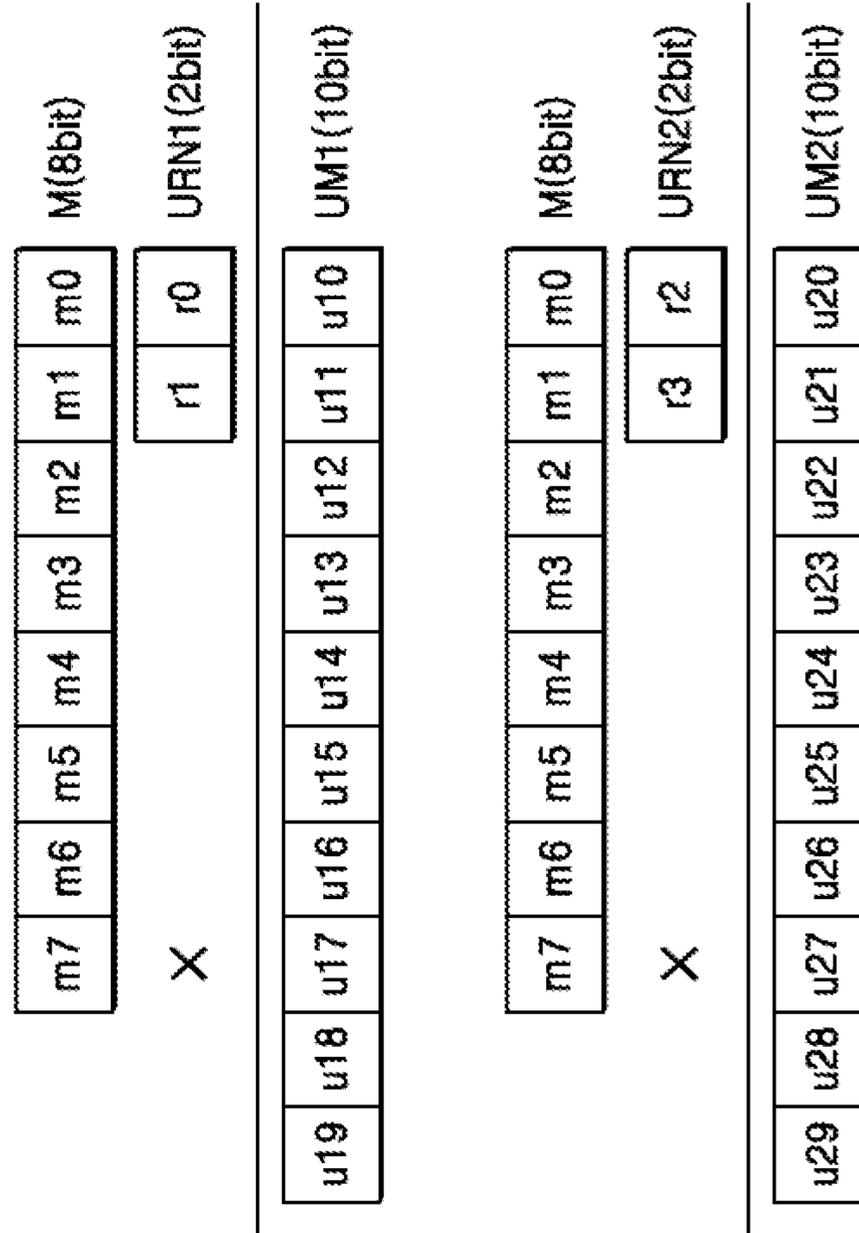 m7 m6 m5 m4 m3 m2 m1 m0 M(8bit)
× r1 r0 URN1(2bit)
u19 u18 u17 u16 u15 u14 u13 u12 u11 u10 UM1(10bit)
m7 m6 m5 m4 m3 m2 m1 m0 M(8bit)
× r3 r2 URN2(2bit)
u29 u28 u27 u26 u25 u24 u23 u22 u21 u20 UM2(10bit)